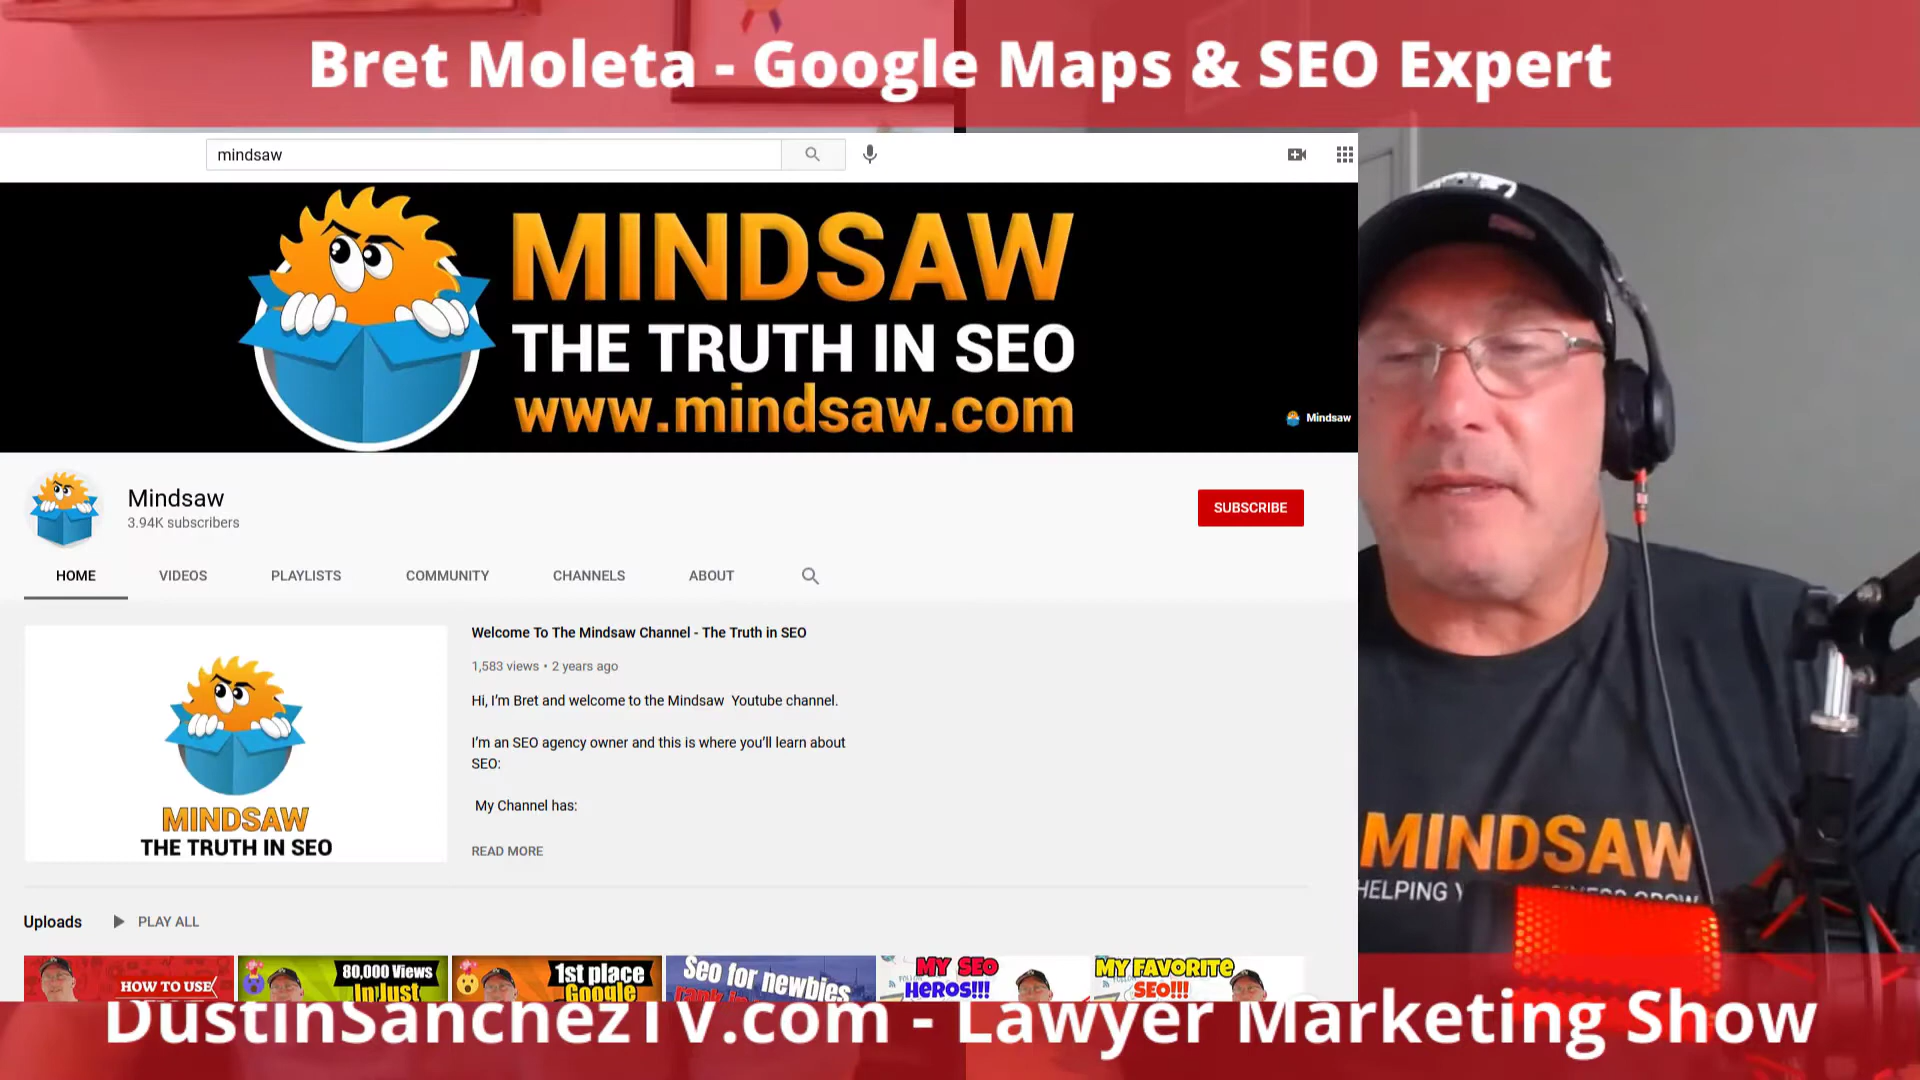 Bret Moleta - Google Maps & SEO Expert
mindsaw
MINDSAW
THE TRUTH IN SEO
www.mindsaw.com
Mindsaw
Mindsaw
3.94K subscribers
SUBSCRIBE
HOME VIDEOS PLAYLISTS COMMUNITY CHANNELS ABOUT
Welcome To The Mindsaw Channel - The Truth in SEO
1,583 views • 2 years ago
Hi, I'm Bret and welcome to the Mindsaw Youtube channel.
I'm an SEO agency owner and this is where you'll learn about
SEO:
My Channel has:
READ MORE
MINDSAW
THE TRUTH IN SEO
MINDSAW
HELPING
Uploads PLAY ALL
HOW TO USE
80,000 Views
In Just
1st place
Google
Seo for newbies
rank
MY SEO
HEROS!!!
MY FAVORITE
SEO!!!
DustinSanchezTV.com - Lawyer Marketing Show